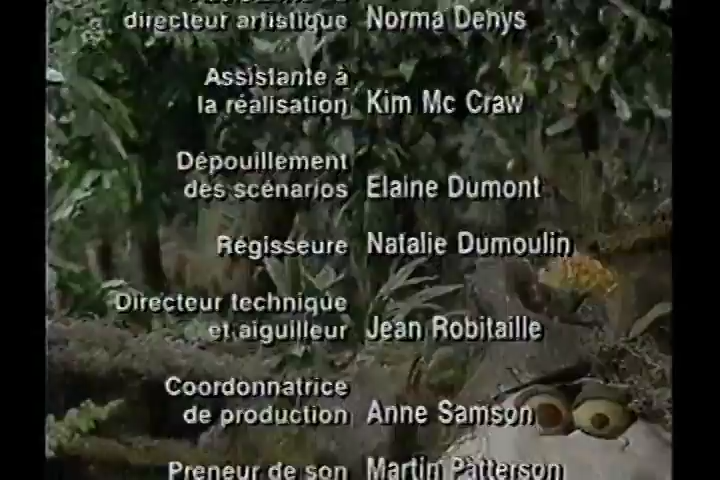 directeur artistique Norma Denys
Assistante à
la réalisation Kim Mc Craw
Dépouillement
des scénarios Elaine Dumont
Régisseure Natalie Dumoulin
Directeur technique
et aiguilleur Jean Robitaille
Coordonnatrice
de production Anne Samson
Preneur de son Martin Patterson